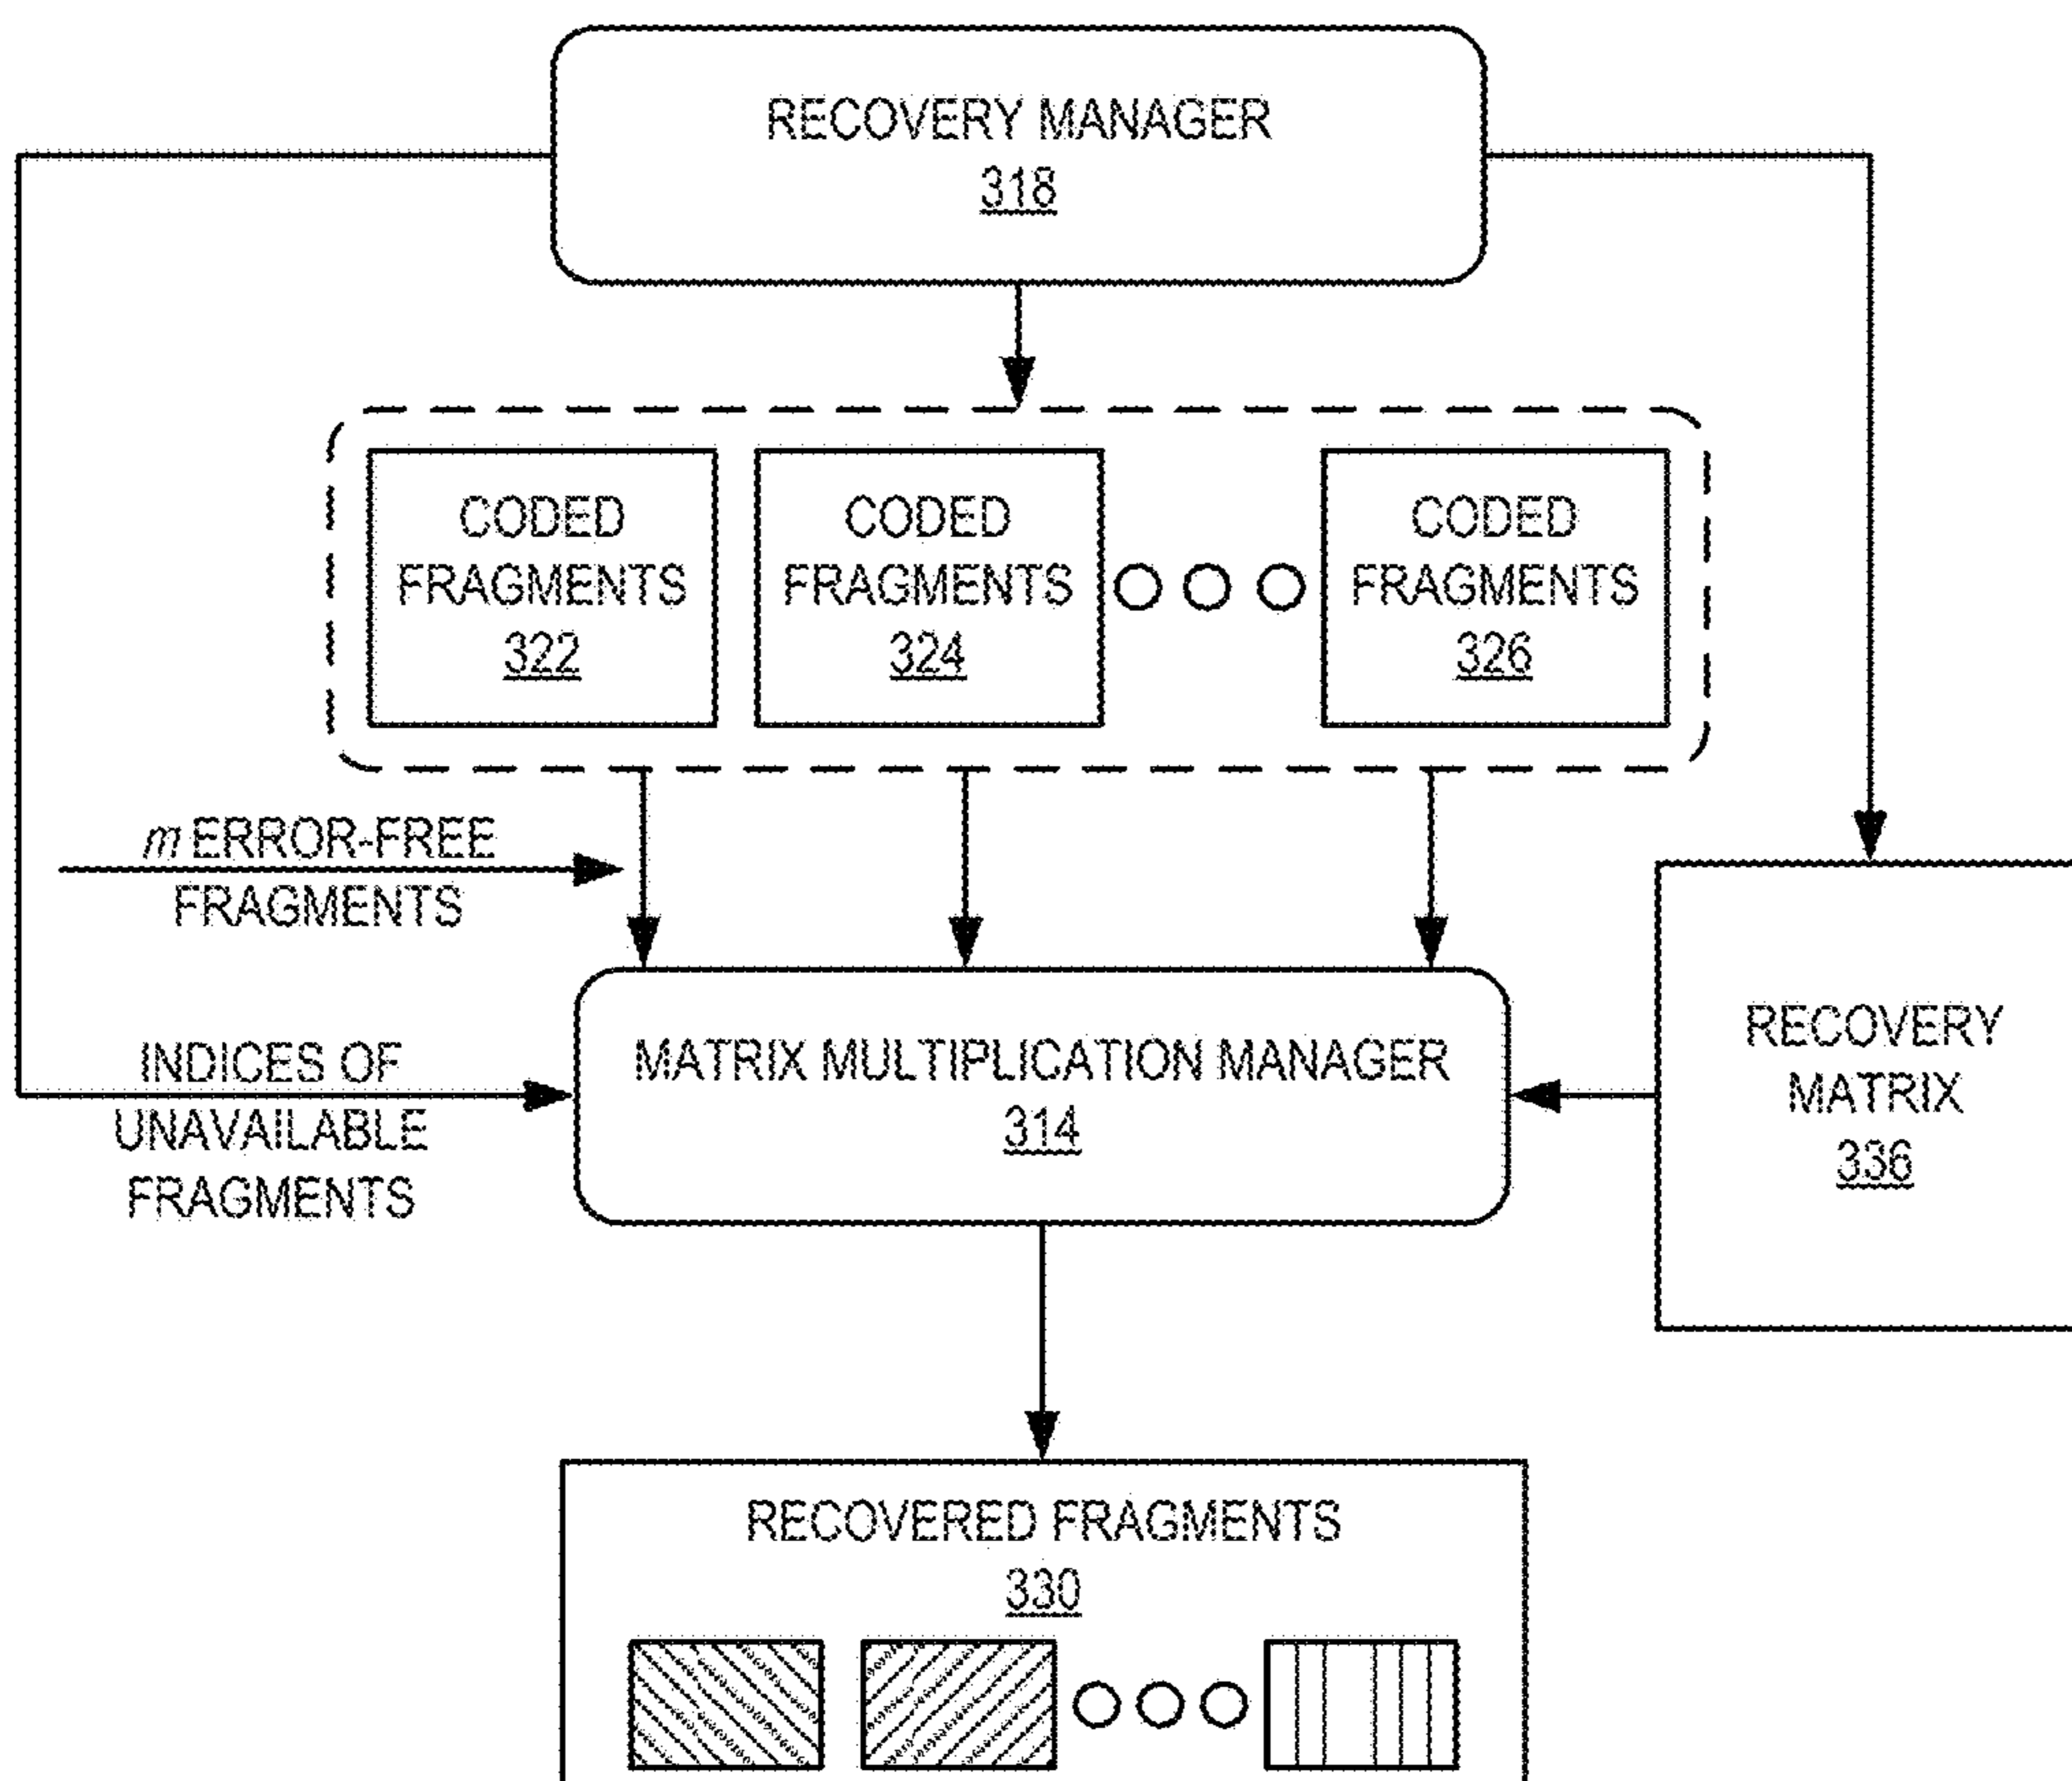 RECOVERY MANAGER
318
CODED
FRAGMENTS
322
CODED
FRAGMENTS
324
CODED
FRAGMENTS
326
m ERROR-FREE
FRAGMENTS
INDICES OF
UNAVAILABLE
FRAGMENTS
MATRIX MULTIPLICATION MANAGER
314
RECOVERY
MATRIX
336
RECOVERED FRAGMENTS
330